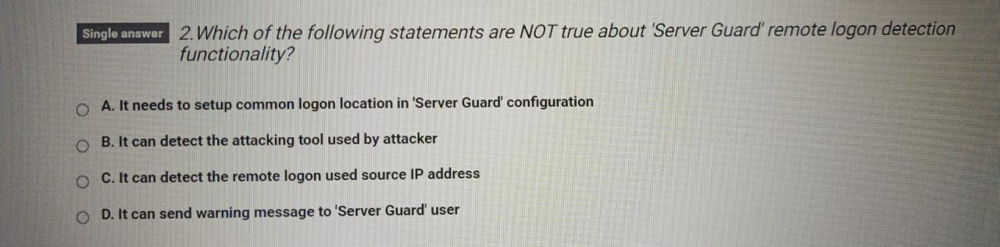 Single answer 2.Which of the following statements are NOT true about 'Server Guard' remote logon detection
functionality?
A. It needs to setup common logon location in 'Server Guard' configuration
B. It can detect the attacking tool used by attacker
C. It can detect the remote logon used source IP address
D. It can send warning message to 'Server Guard' user